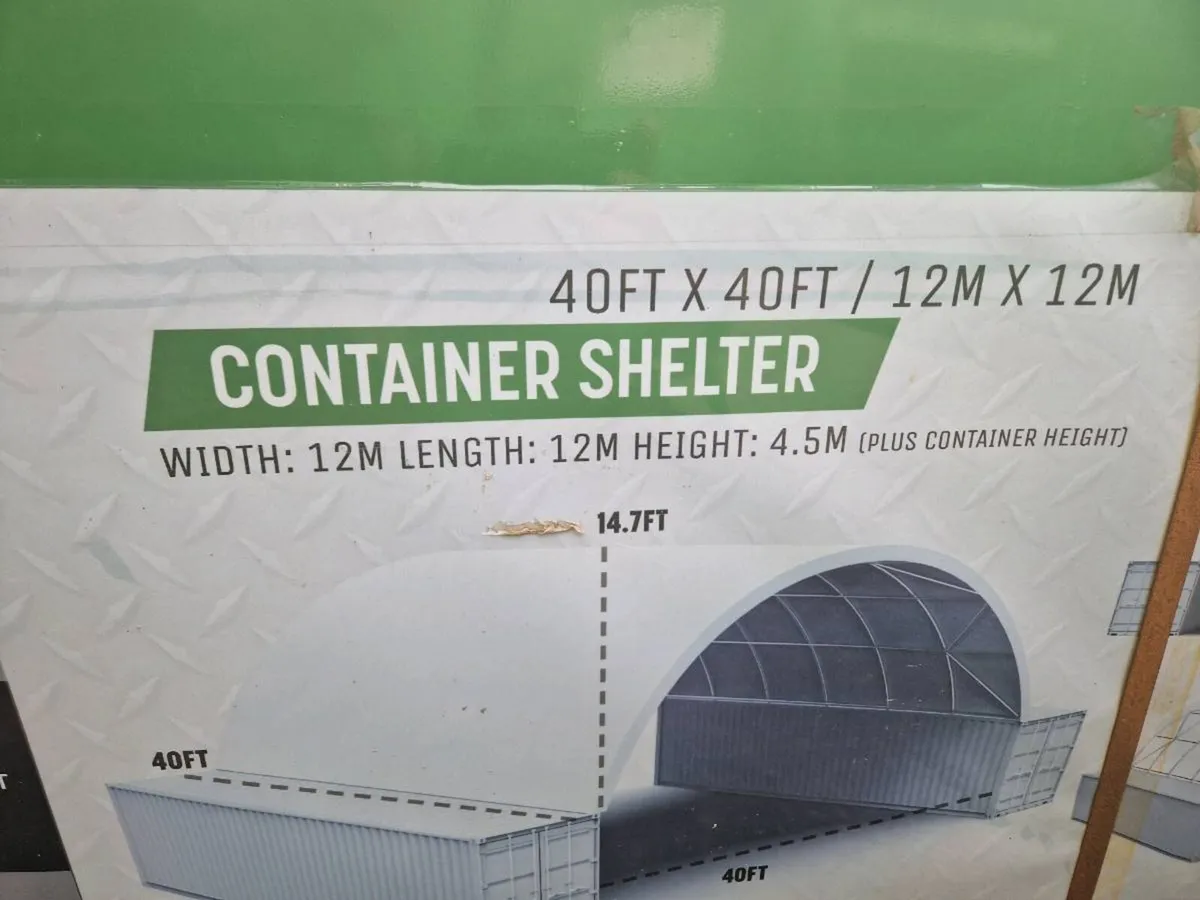 40FT X 40FT / 12M X 12M
CONTAINER SHELTER
WIDTH: 12M LENGTH: 12M HEIGHT: 4.5M (PLUS CONTAINER HEIGHT)
14.7FT
40FT
40FT
T